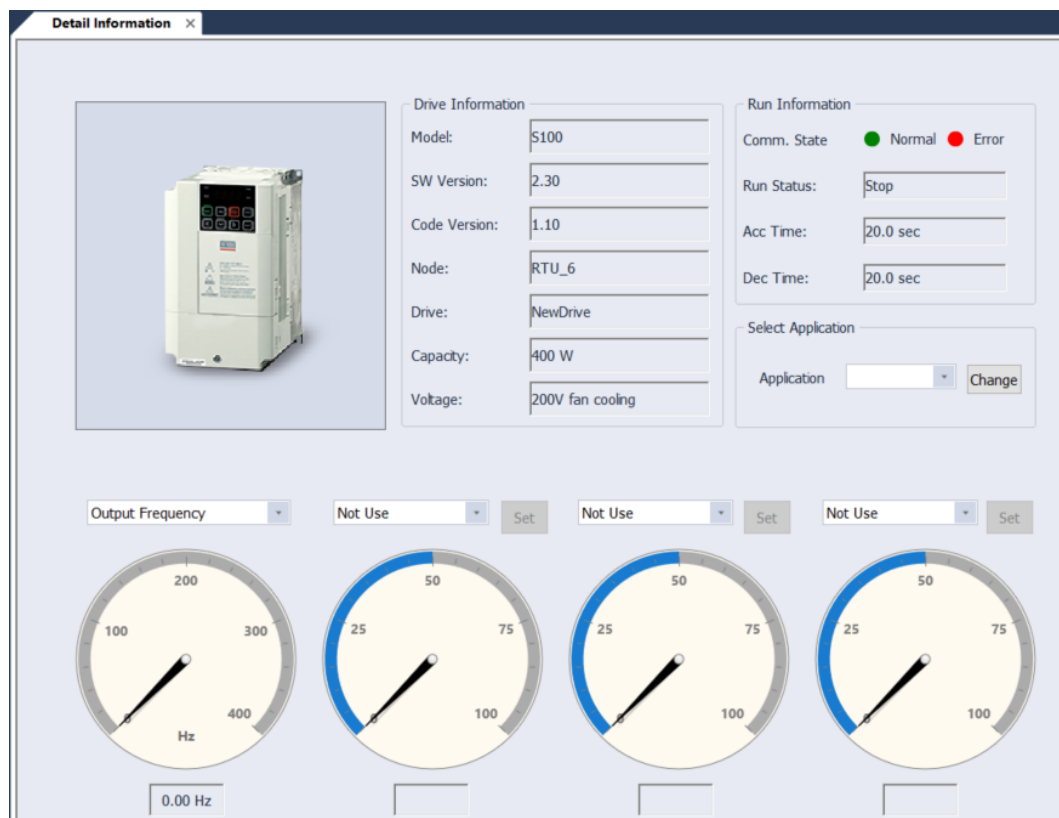 Detail Information ×
Drive Information
Model: S100
SW Version: 2.30
Code Version: 1.10
Node: RTU_6
Drive: NewDrive
Capacity: 400 W
Voltage: 200V fan cooling
Run Information
Comm. State Normal Error
Run Status: Stop
Acc Time: 20.0 sec
Dec Time: 20.0 sec
Select Application
Application Change
Output Frequency Not Use Set Not Use Set Not Use Set
0 100 200 300 400
Hz
0 25 50 75 100
0 25 50 75 100
0 25 50 75 100
0.00 Hz